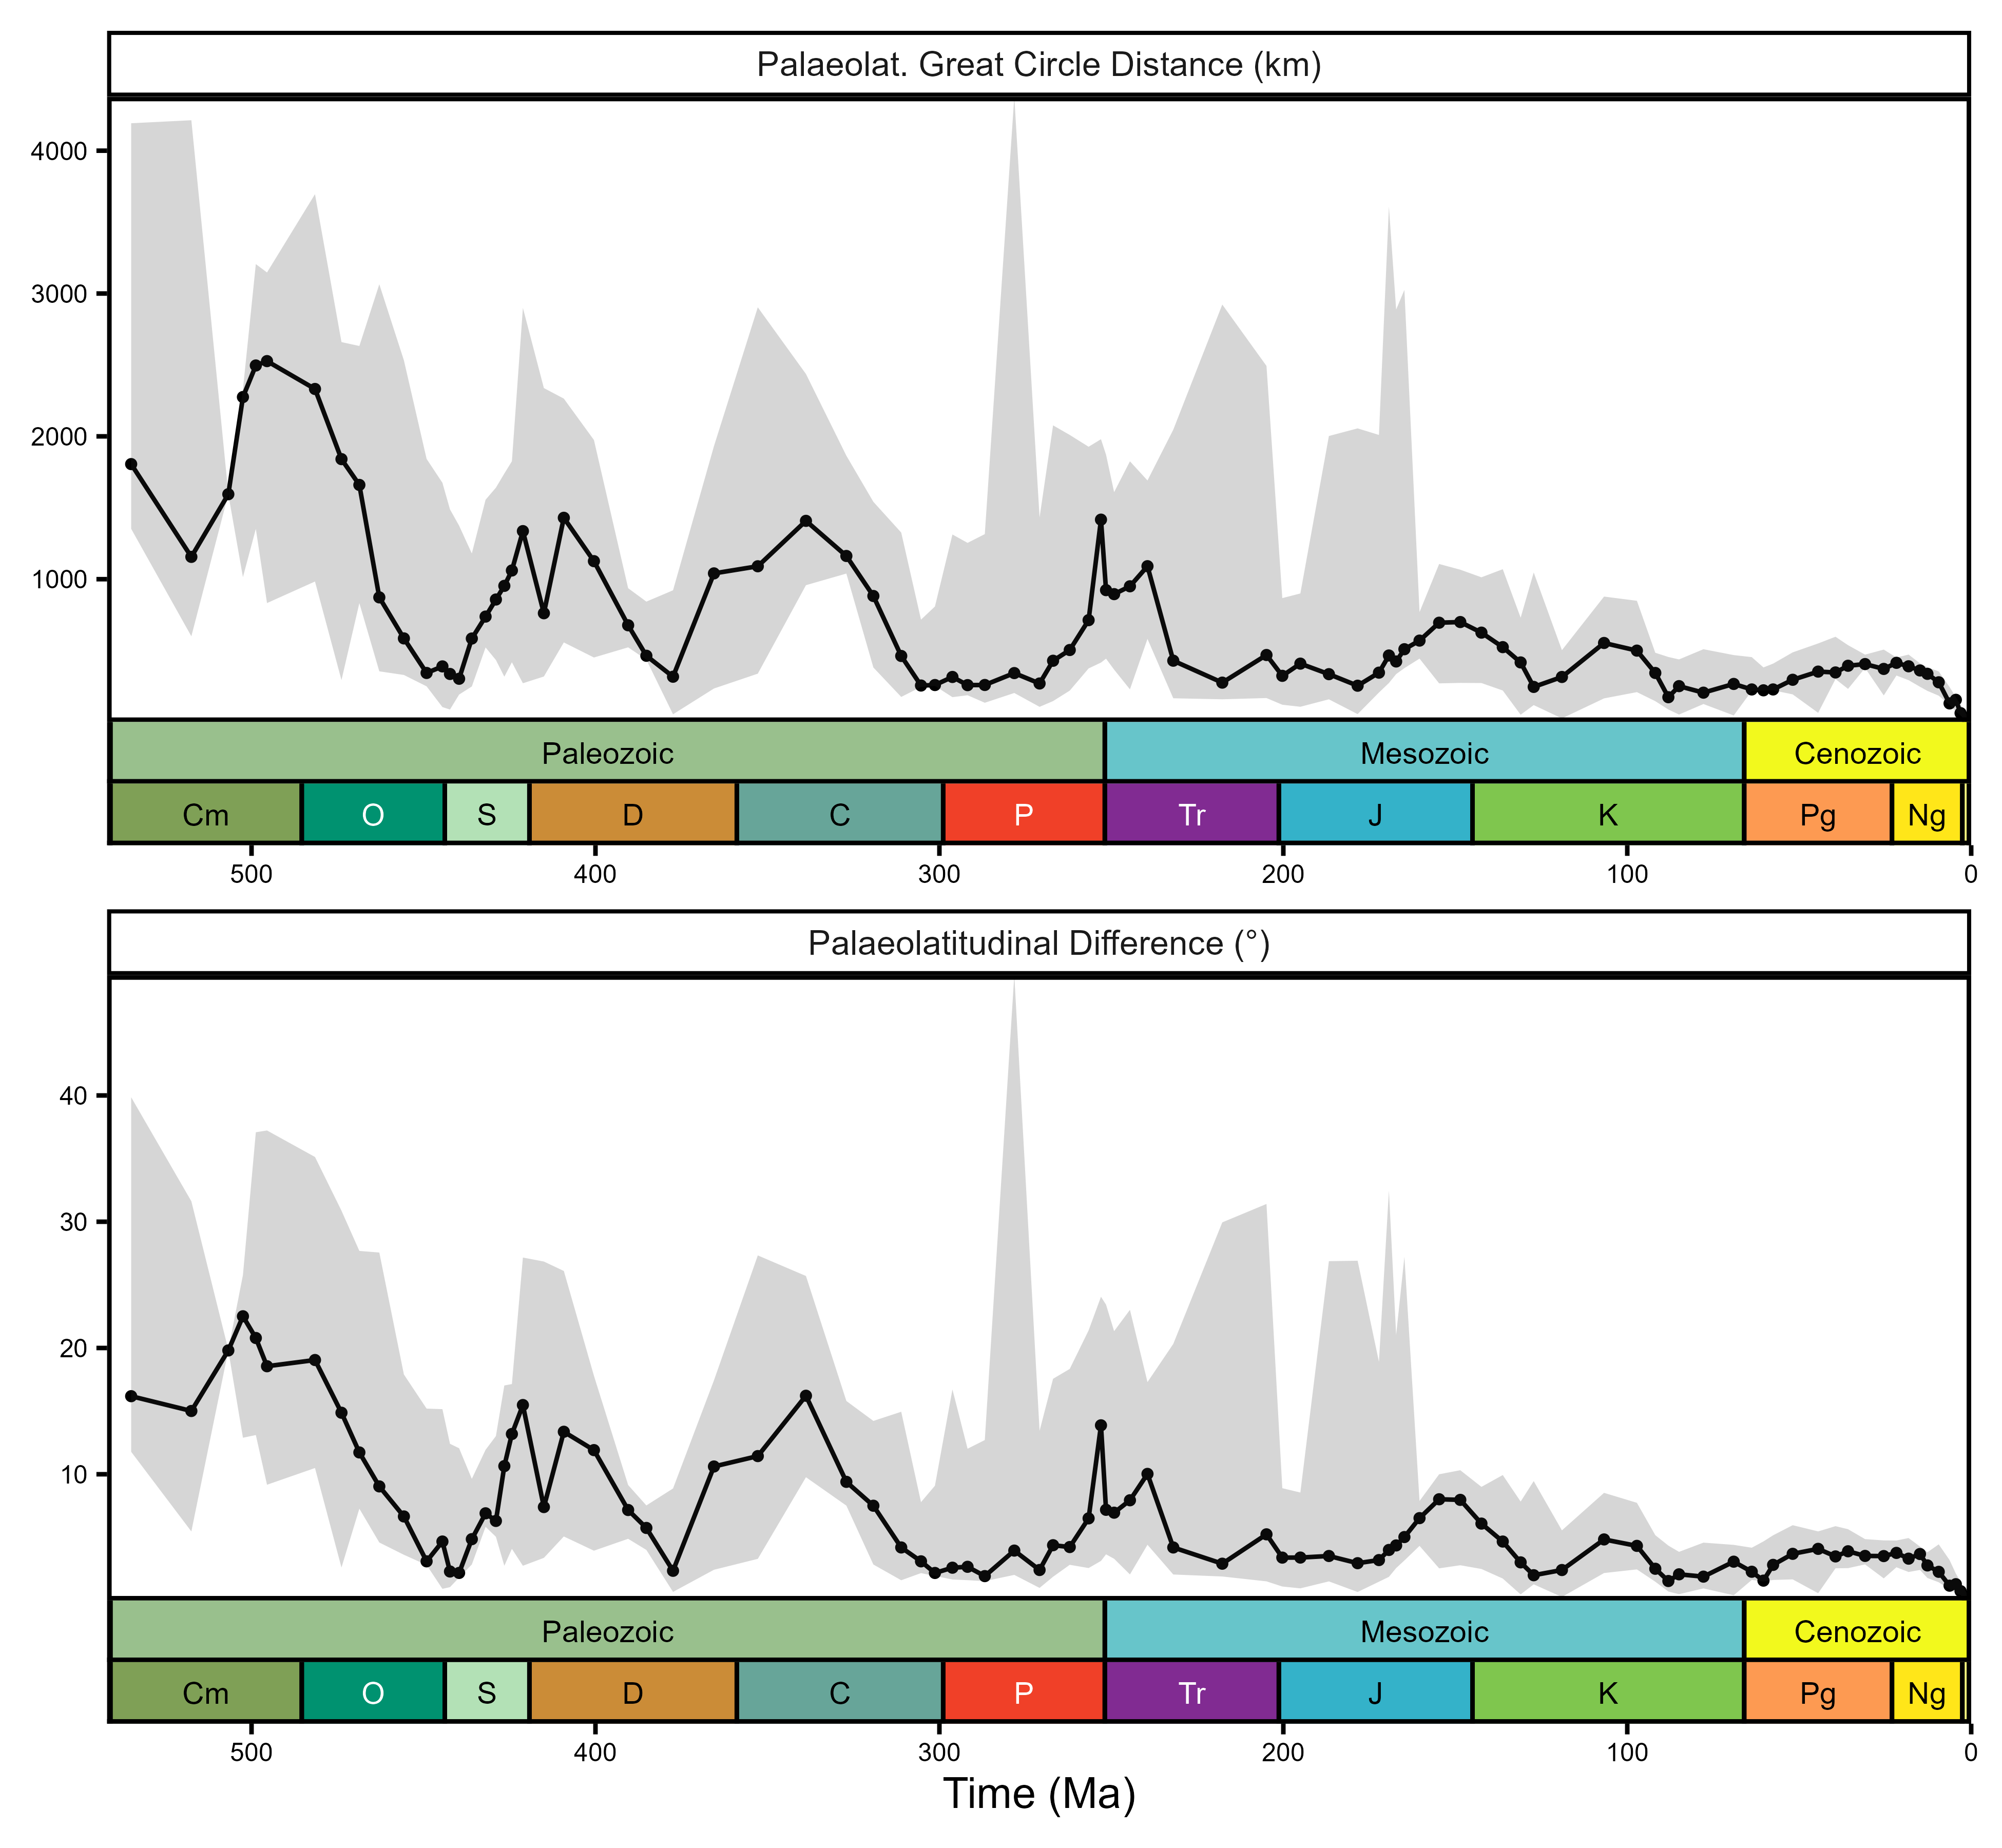 Palaeolat. Great Circle Distance (km)
4000
3000
2000
1000
Paleozoic Mesozoic Cenozoic
Cm O S D C P Tr J K Pg Ng
500 400 300 200 100 0
Palaeolatitudinal Difference (°)
40
30
20
10
Paleozoic Mesozoic Cenozoic
Cm O S D C P Tr J K Pg Ng
500 400 300 200 100 0
Time (Ma)